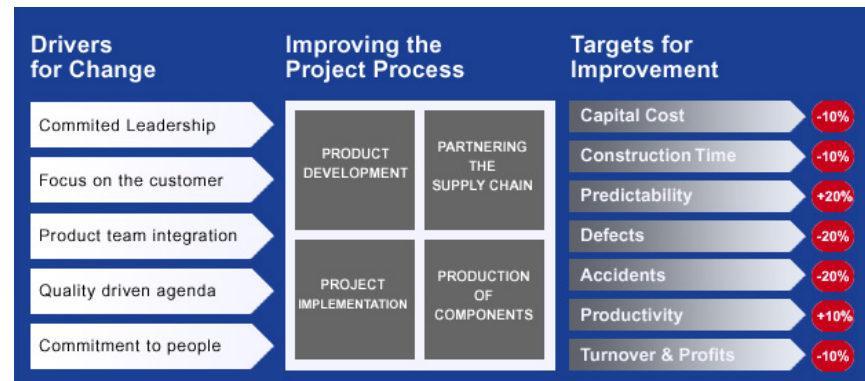 Drivers
for Change
Commited Leadership
Focus on the customer
Product team integration
Quality driven agenda
Commitment to people
Improving the
Project Process
PRODUCT
DEVELOPMENT
PARTNERING
THE
SUPPLY CHAIN
PROJECT
IMPLEMENTATION
PRODUCTION
OF
COMPONENTS
Targets for
Improvement
Capital Cost -10%
Construction Time -10%
Predictability +20%
Defects -20%
Accidents -20%
Productivity +10%
Turnover & Profits -10%